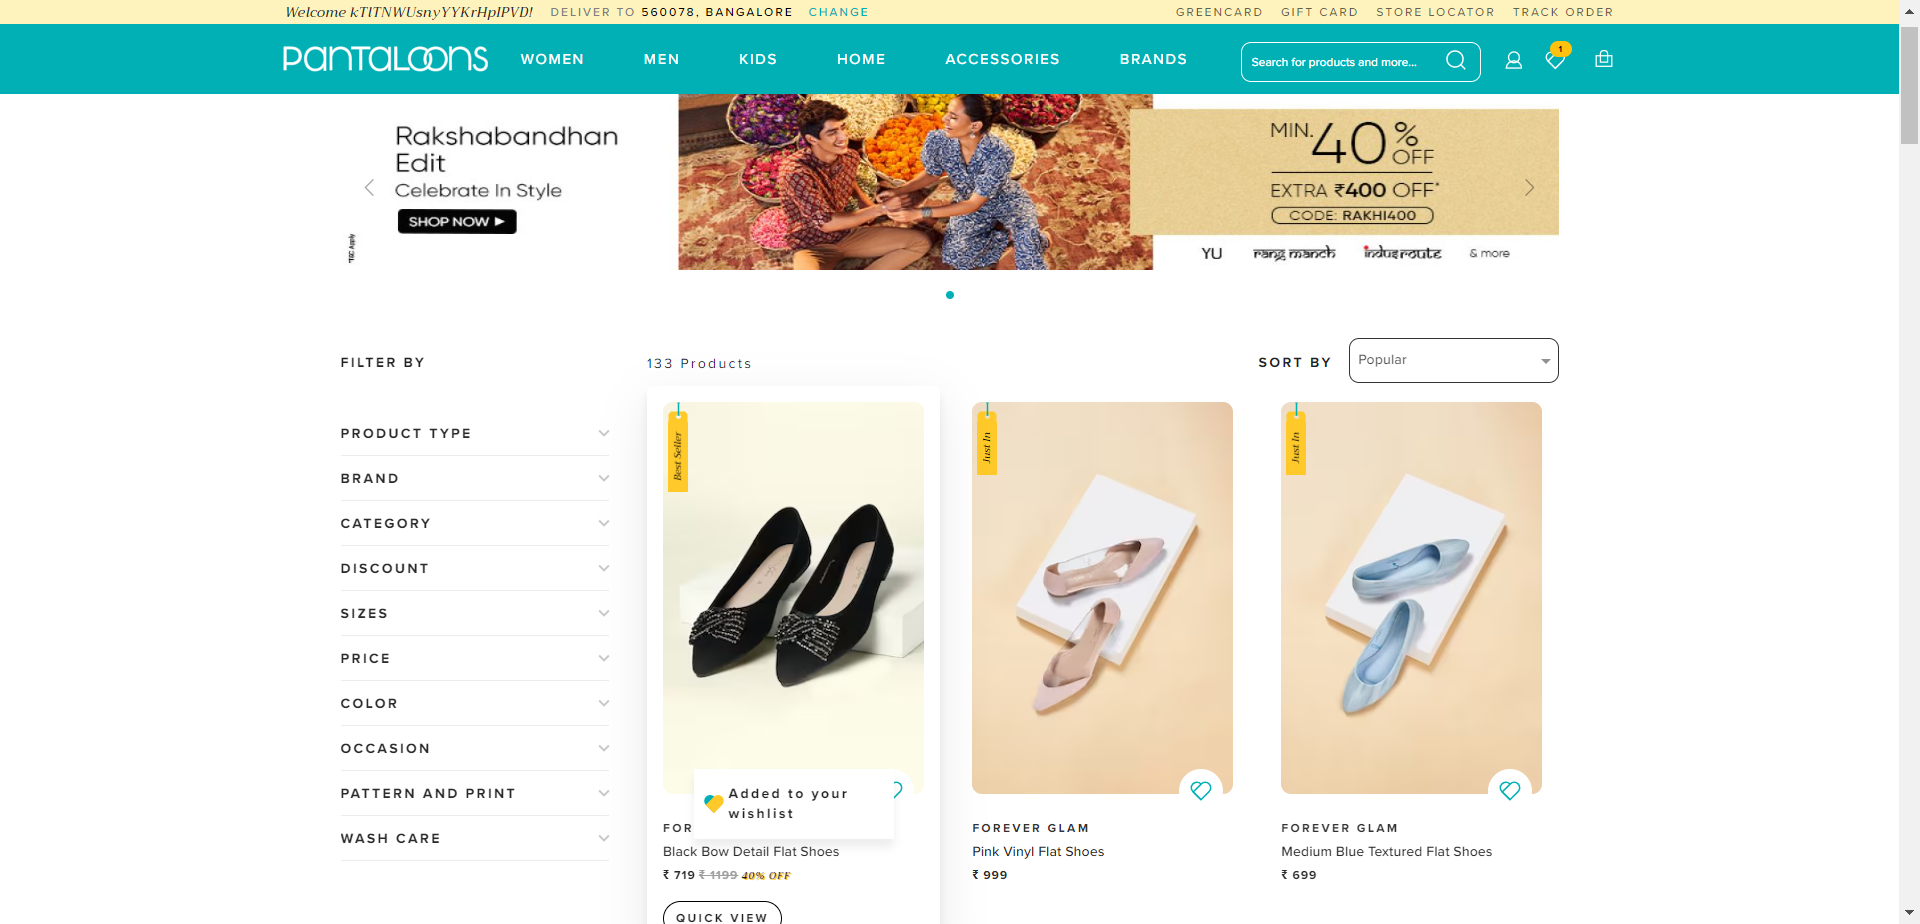 Welcome kTITNWUsnyYYKrHpIPVD!
DELIVER TO 560078, BANGALORE CHANGE
GREENCARD GIFT CARD STORE LOCATOR TRACK ORDER
PANTALOONS
WOMEN MEN KIDS HOME ACCESSORIES BRANDS
Search for products and more...
1
Rakshabandhan
Edit
Celebrate In Style
SHOP NOW ▶
*T&C Apply
MIN. 40% OFF
EXTRA ₹400 OFF*
CODE: RAKHI400
YU rang manch indus route & more
FILTER BY
133 Products
SORT BY Popular
PRODUCT TYPE
BRAND
CATEGORY
DISCOUNT
SIZES
PRICE
COLOR
OCCASION
PATTERN AND PRINT
WASH CARE
Best Seller
Added to your
wishlist
FOR
Black Bow Detail Flat Shoes
₹ 719 ₹ 1199 40% OFF
QUICK VIEW
Just In
FOREVER GLAM
Pink Vinyl Flat Shoes
₹ 999
Just In
FOREVER GLAM
Medium Blue Textured Flat Shoes
₹ 699